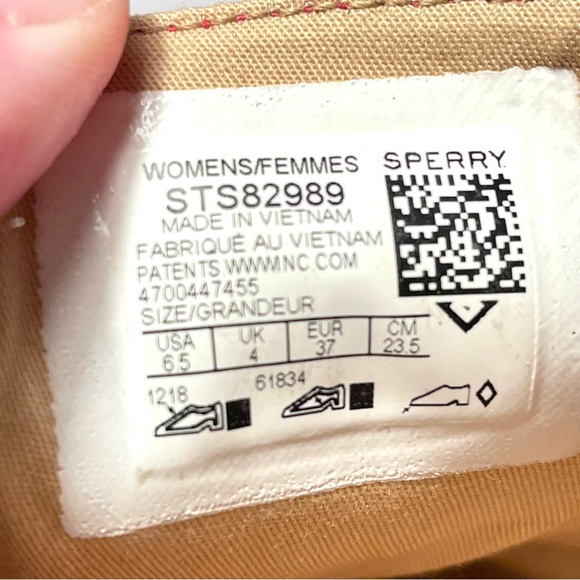 WOMENS/FEMMES SPERRY
STS82989
MADE IN VIETNAM
FABRIQUÉ AU VIETNAM
PATENTS WWWINC.COM
4700447455
SIZE/GRANDEUR
USA UK EUR CM
6.5 4 37 23.5
1218 61834